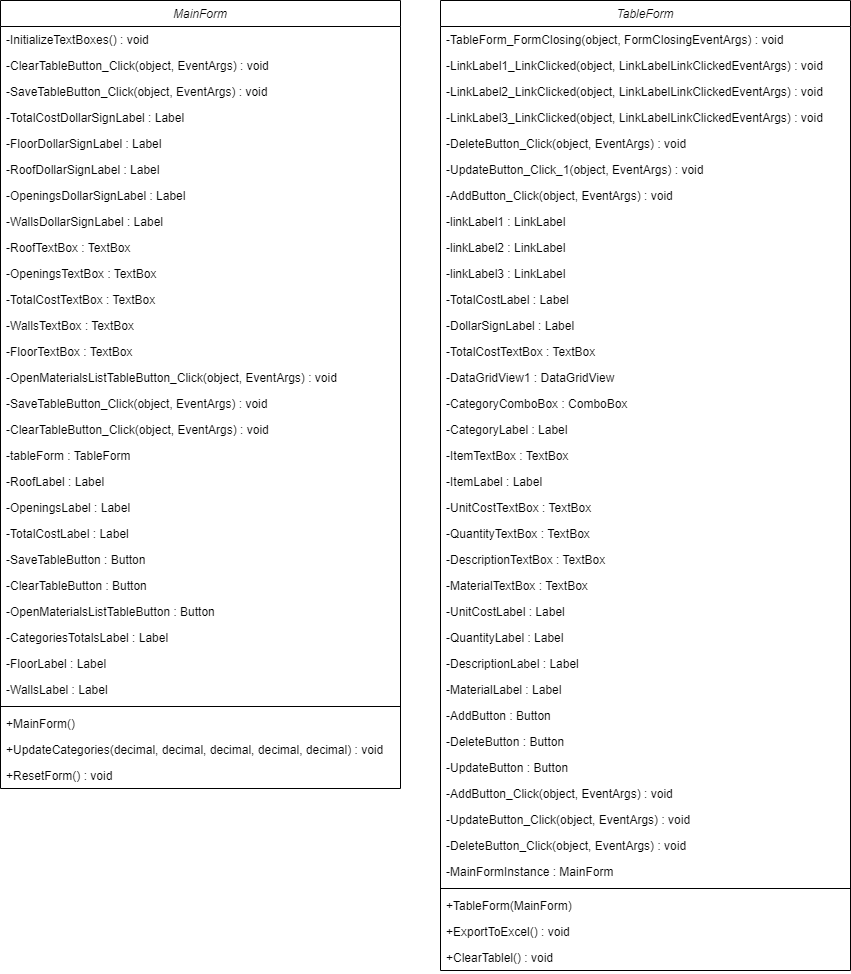 MainForm
-InitializeTextBoxes() : void
-ClearTableButton_Click(object, EventArgs) : void
-SaveTableButton_Click(object, EventArgs) : void
-TotalCostDollarSignLabel : Label
-FloorDollarSignLabel : Label
-RoofDollarSignLabel : Label
-OpeningsDollarSignLabel : Label
-WallsDollarSignLabel : Label
-RoofTextBox : TextBox
-OpeningsTextBox : TextBox
-TotalCostTextBox : TextBox
-WallsTextBox : TextBox
-FloorTextBox : TextBox
-OpenMaterialsListTableButton_Click(object, EventArgs) : void
-SaveTableButton_Click(object, EventArgs) : void
-ClearTableButton_Click(object, EventArgs) : void
-tableForm : TableForm
-RoofLabel : Label
-OpeningsLabel : Label
-TotalCostLabel : Label
-SaveTableButton : Button
-ClearTableButton : Button
-OpenMaterialsListTableButton : Button
-CategoriesTotalsLabel : Label
-FloorLabel : Label
-WallsLabel : Label
+MainForm()
+UpdateCategories(decimal, decimal, decimal, decimal, decimal) : void
+ResetForm() : void
TableForm
-TableForm_FormClosing(object, FormClosingEventArgs) : void
-LinkLabel1_LinkClicked(object, LinkLabelLinkClickedEventArgs) : void
-LinkLabel2_LinkClicked(object, LinkLabelLinkClickedEventArgs) : void
-LinkLabel3_LinkClicked(object, LinkLabelLinkClickedEventArgs) : void
-DeleteButton_Click(object, EventArgs) : void
-UpdateButton_Click_1(object, EventArgs) : void
-AddButton_Click(object, EventArgs) : void
-linkLabel1 : LinkLabel
-linkLabel2 : LinkLabel
-linkLabel3 : LinkLabel
-TotalCostLabel : Label
-DollarSignLabel : Label
-TotalCostTextBox : TextBox
-DataGridView1 : DataGridView
-CategoryComboBox : ComboBox
-CategoryLabel : Label
-ItemTextBox : TextBox
-ItemLabel : Label
-UnitCostTextBox : TextBox
-QuantityTextBox : TextBox
-DescriptionTextBox : TextBox
-MaterialTextBox : TextBox
-UnitCostLabel : Label
-QuantityLabel : Label
-DescriptionLabel : Label
-MaterialLabel : Label
-AddButton : Button
-DeleteButton : Button
-UpdateButton : Button
-AddButton_Click(object, EventArgs) : void
-UpdateButton_Click(object, EventArgs) : void
-DeleteButton_Click(object, EventArgs) : void
-MainFormInstance : MainForm
+TableForm(MainForm)
+ExportToExcel() : void
+ClearTablel() : void